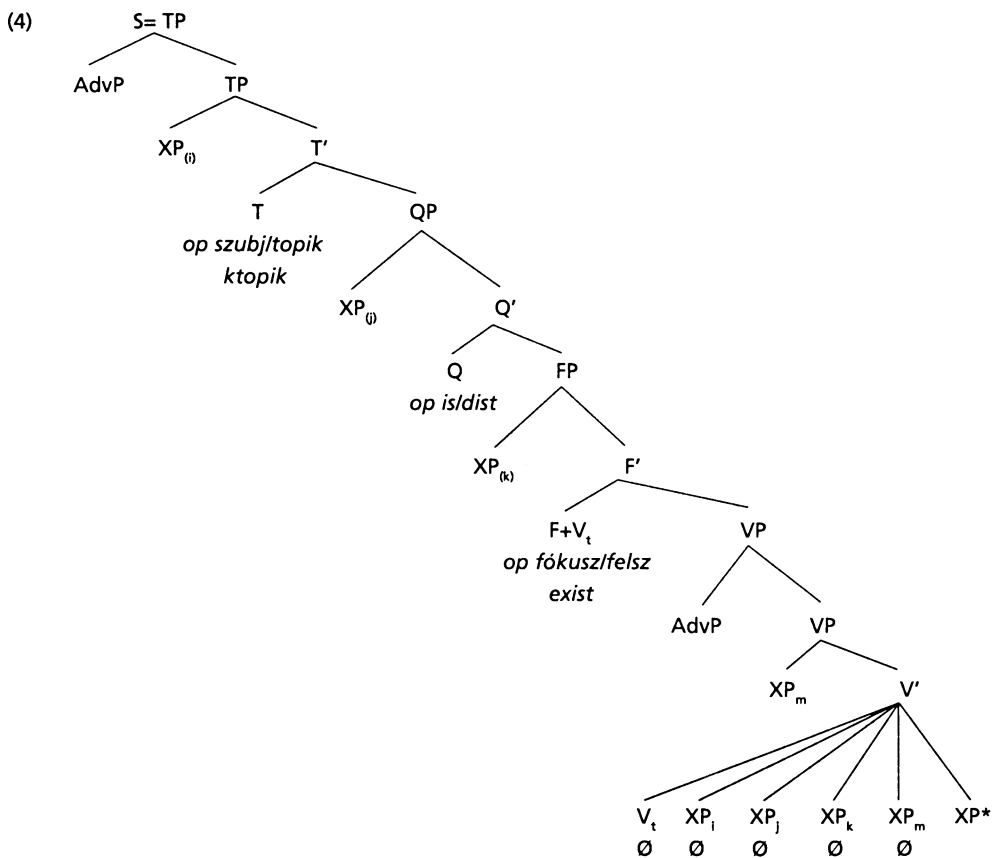 (4) S= TP
AdvP TP
XP(i) T'
T QP
op szubj/topik
ktopik
XP(j) Q'
Q FP
op is/dist
XP(k) F'
F+Vt VP
op fókusz/felsz
exist
AdvP VP
XPm V'
Vt XPi XPj XPk XPm XP*
Ø Ø Ø Ø Ø